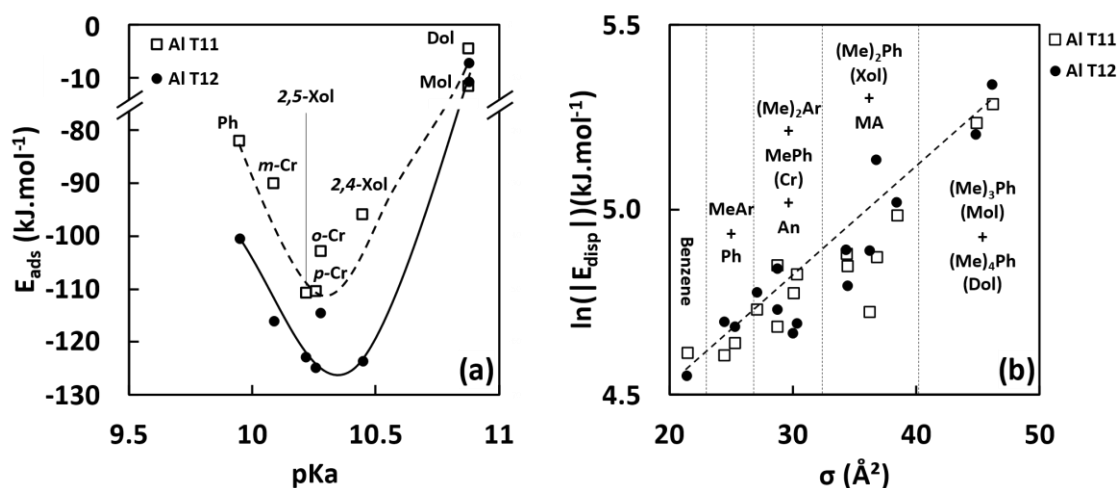 0
-10
-80
-90
-100
-110
-120
-130
E_ads (kJ.mol⁻¹)
Al T11
Al T12
Dol
Mol
2,5-Xol
Ph
m-Cr
2,4-Xol
o-Cr
p-Cr
(a)
9.5
10
10.5
11
pKa
5.5
5.0
4.5
ln(|E_disp|)(kJ.mol⁻¹)
Benzene
MeAr
+
Ph
(Me)₂Ar
+
MePh
(Cr)
+
An
(Me)₂Ph
(Xol)
+
MA
(Me)₃Ph
(Mol)
+
(Me)₄Ph
(Dol)
Al T11
Al T12
(b)
20
30
40
50
σ (Å²)